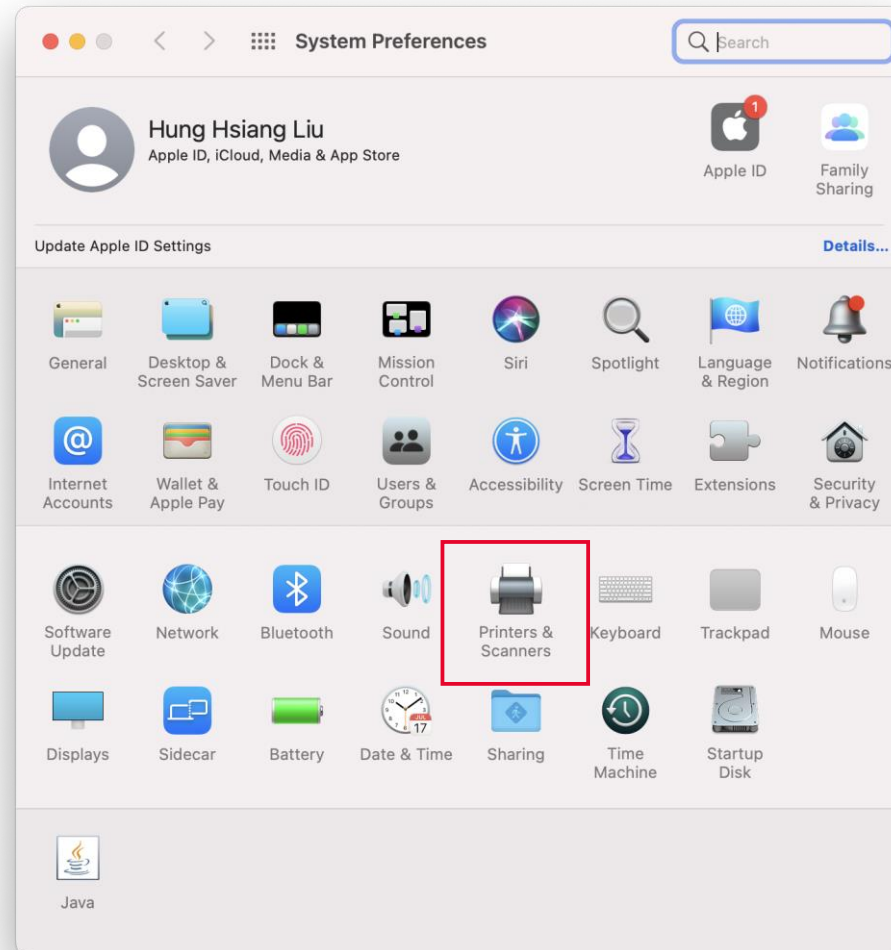 System Preferences
Search
Hung Hsiang Liu
Apple ID, iCloud, Media & App Store
1
Apple ID
Family
Sharing
Update Apple ID Settings
Details...
General
Desktop &
Screen Saver
Dock &
Menu Bar
Mission
Control
Siri
Spotlight
Language
& Region
Notifications
Internet
Accounts
Wallet &
Apple Pay
Touch ID
Users &
Groups
Accessibility
Screen Time
Extensions
Security
& Privacy
Software
Update
Network
Bluetooth
Sound
Printers &
Scanners
Keyboard
Trackpad
Mouse
Displays
Sidecar
Battery
JUL
17
Date & Time
Sharing
Time
Machine
Startup
Disk
Java